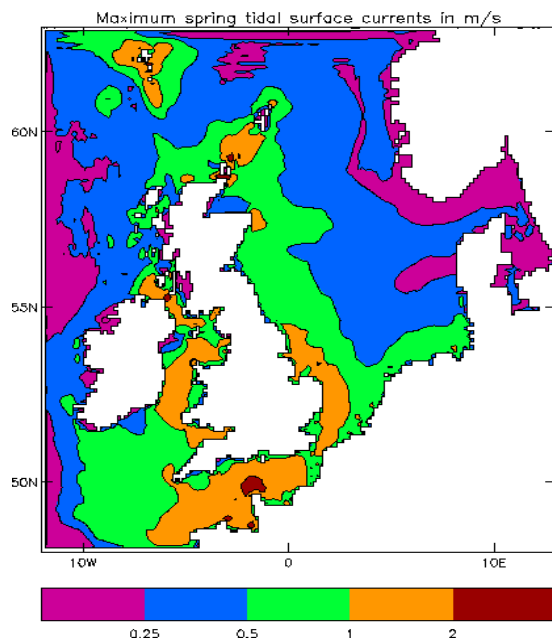 Maximum spring tidal surface currents in m/s
60N
55N
50N
10W 0 10E
0.25 0.5 1 2